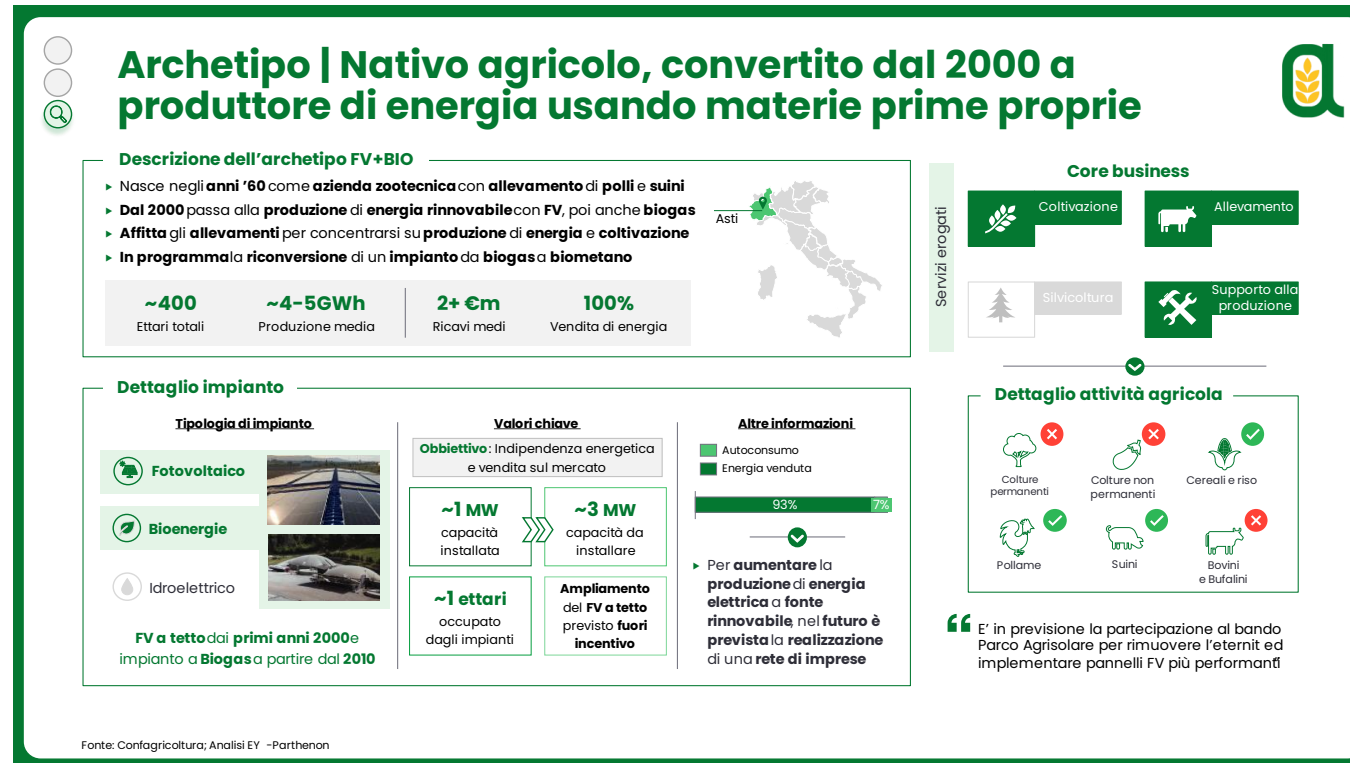 Archetipo | Nativo agricolo, convertito dal 2000 a
produttore di energia usando materie prime proprie
Descrizione dell'archetipo FV+BIO
Nasce negli anni '60 come azienda zootecnica con allevamento di polli e suini
Dal 2000 passa alla produzione di energia rinnovabile con FV, poi anche biogas
Affitta gli allevamenti per concentrarsi su produzione di energia e coltivazione
In programma la riconversione di un impianto da biogas a biometano
Asti
~400
Ettari totali
~4-5GWh
Produzione media
2+ €m
Ricavi medi
100%
Vendita di energia
Servizi erogati
Core business
Coltivazione
Allevamento
Silvicoltura
Supporto alla
produzione
Dettaglio impianto
Tipologia di impianto
Fotovoltaico
Bioenergie
Idroelettrico
FV a tetto dai primi anni 2000 e
impianto a Biogas a partire dal 2010
Valori chiave
Obbiettivo: Indipendenza energetica
e vendita sul mercato
~1 MW
capacità
installata
~3 MW
capacità da
installare
~1 ettari
occupato
dagli impianti
Ampliamento
del FV a tetto
previsto fuori
incentivo
Altre informazioni
Autoconsumo
Energia venduta
93%
7%
Per aumentare la
produzione di energia
elettrica a fonte
rinnovabile, nel futuro è
prevista la realizzazione
di una rete di imprese
Dettaglio attività agricola
Colture
permanenti
Colture non
permanenti
Cereali e riso
Pollame
Suini
Bovini
e Bufalini
“ E' in previsione la partecipazione al bando
Parco Agrisolare per rimuovere l'eternit ed
implementare pannelli FV più performanti"
Fonte: Confagricoltura; Analisi EY -Parthenon